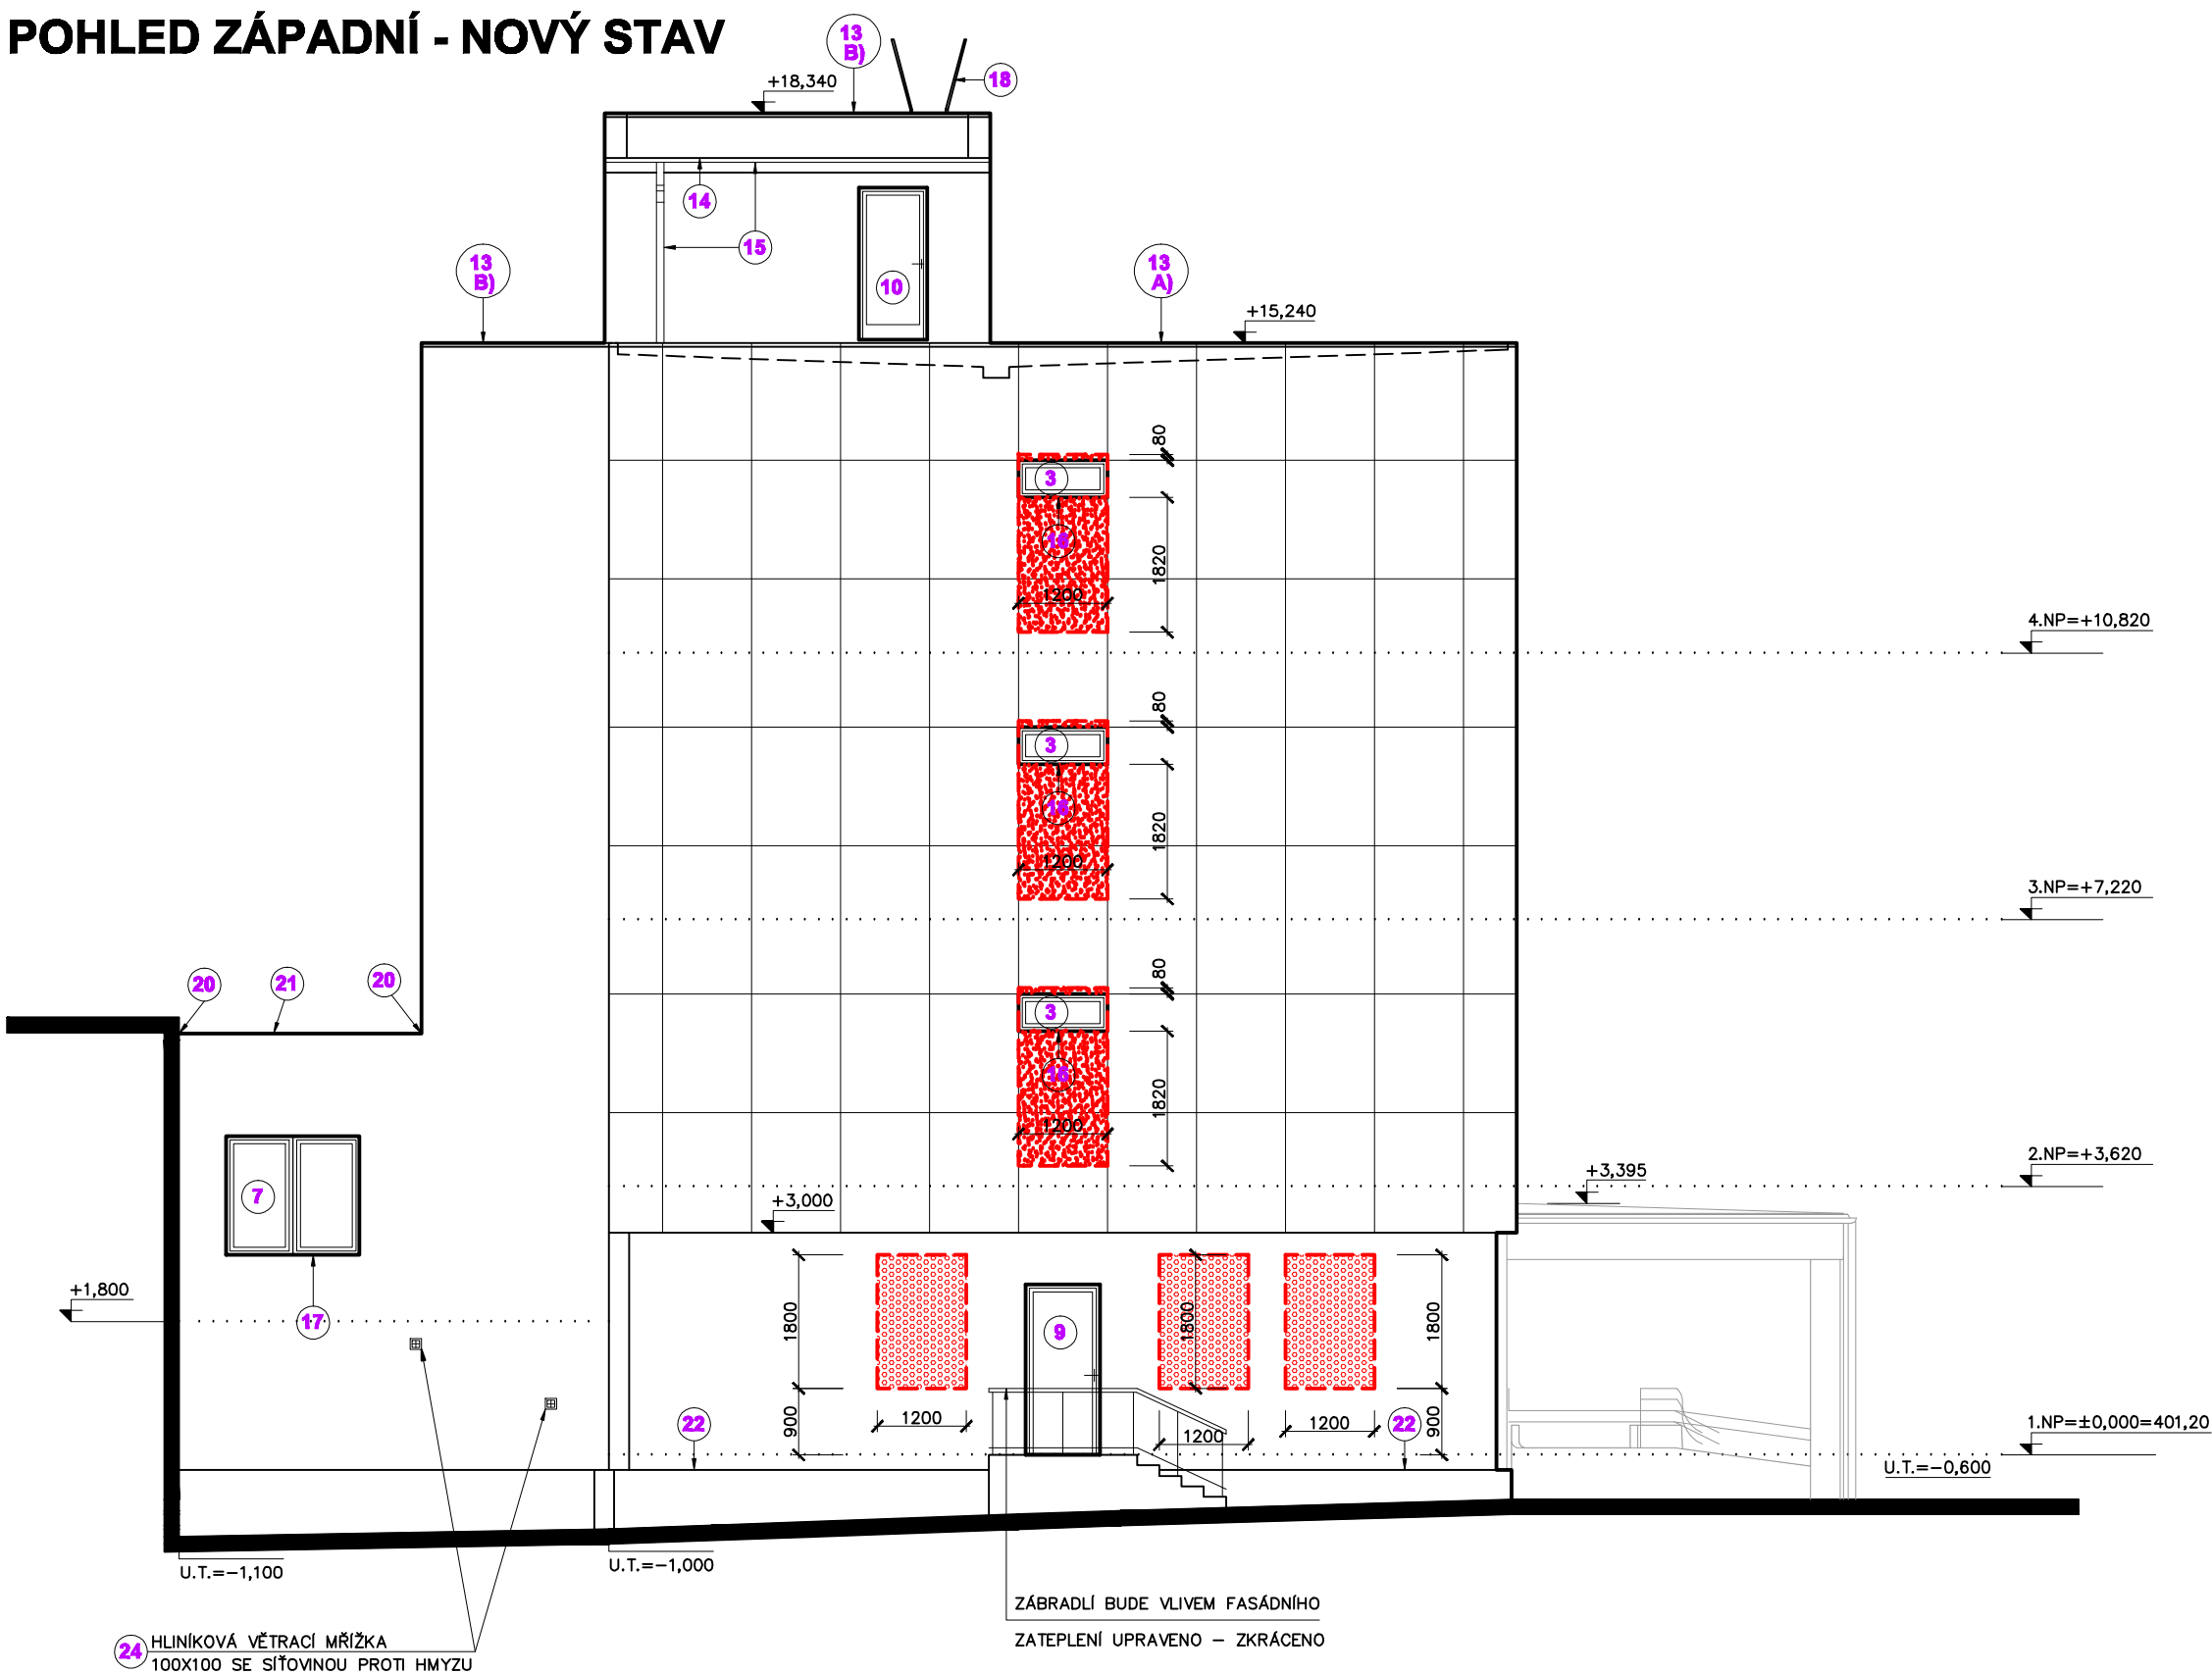 POHLED ZÁPADNÍ - NOVÝ STAV
13
B)
18
+18,340
14
15
10
13
B)
13
A)
+15,240
80
3
16
1820
1200
4.NP=+10,820
80
3
16
1820
1200
3.NP=+7,220
20
21
20
80
3
16
1820
1200
2.NP=+3,620
+3,395
+3,000
7
+1,800
17
1800
1800
1800
9
900
1200
1200
1200
900
22
22
1.NP=±0,000=401,20
U.T.=-0,600
U.T.=-1,100
U.T.=-1,000
ZÁBRADLÍ BUDE VLIVEM FASÁDNÍHO
ZATEPLENÍ UPRAVENO – ZKRÁCENO
24
HLINÍKOVÁ VĚTRACÍ MŘÍŽKA
100X100 SE SÍŤOVINOU PROTI HMYZU